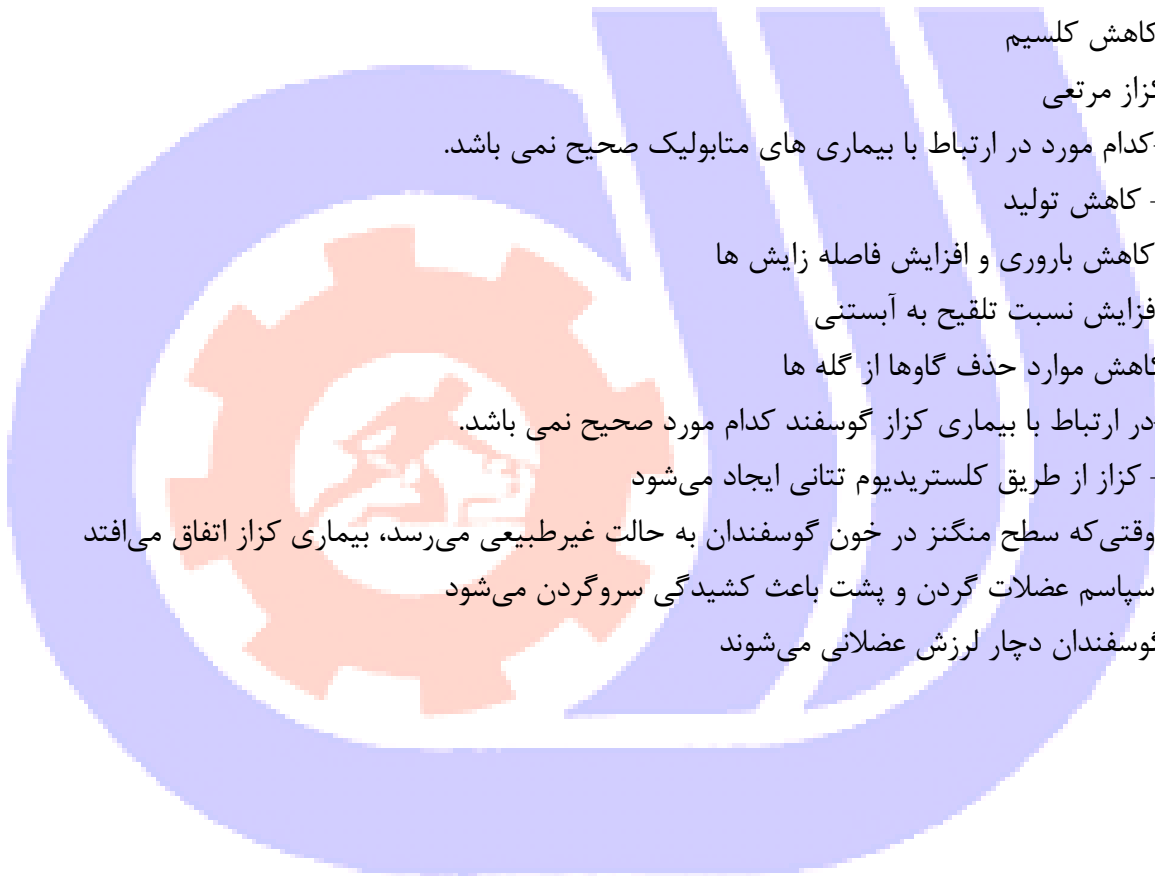 کاهش کلسیم
کزاز مرتعی
-کدام مورد در ارتباط با بیماری های متابولیک صحیح نمی باشد.
- کاهش تولید
کاهش باروری و افزایش فاصله زایش ها
فزایش نسبت تلقیح به آبستنی
کاهش موارد حذف گاوها از گله ها
-در ارتباط با بیماری کزاز گوسفند کدام مورد صحیح نمی باشد.
- کزاز از طریق کلستریدیوم تتانی ایجاد می‌شود
وقتی‌که سطح منگنز در خون گوسفندان به حالت غیرطبیعی می‌رسد، بیماری کزاز اتفاق می‌افتد
سپاسم عضلات گردن و پشت باعث کشیدگی سروگردن می‌شود
گوسفندان دچار لرزش عضلانی می‌شوند